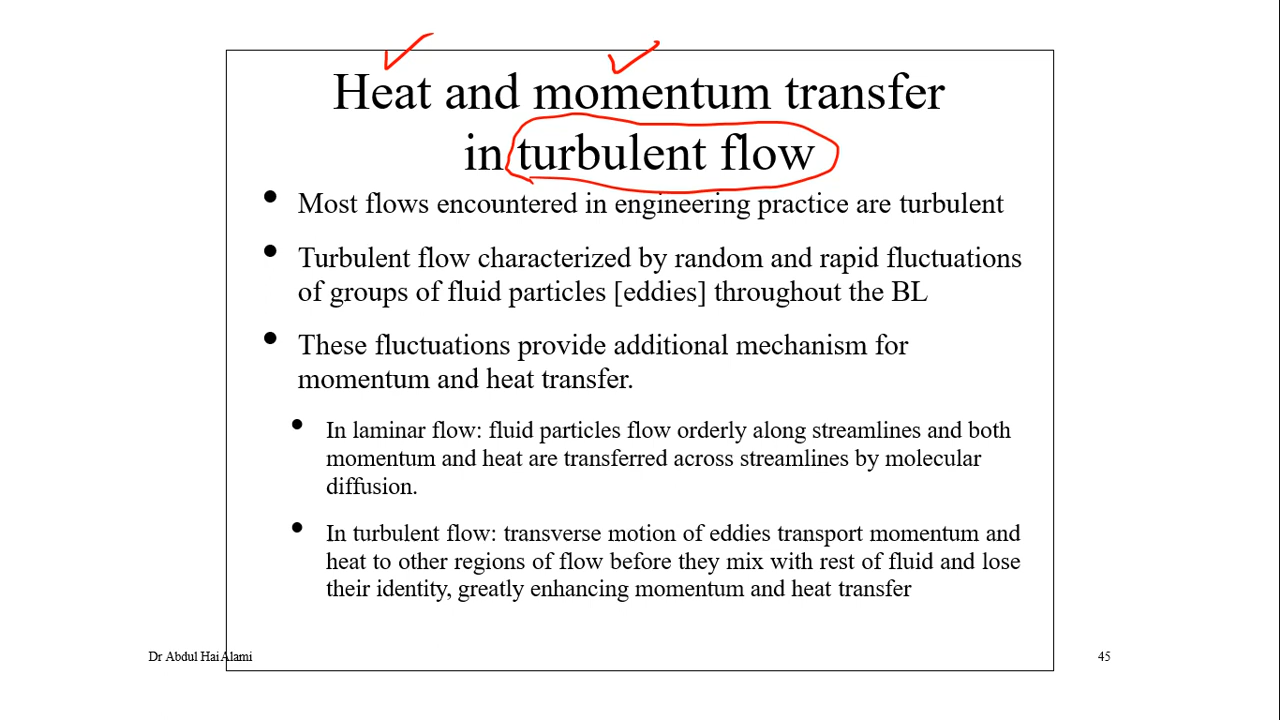 Heat and momentum transfer
in turbulent flow
• Most flows encountered in engineering practice are turbulent
• Turbulent flow characterized by random and rapid fluctuations
of groups of fluid particles [eddies] throughout the BL
• These fluctuations provide additional mechanism for
momentum and heat transfer.
• In laminar flow: fluid particles flow orderly along streamlines and both
momentum and heat are transferred across streamlines by molecular
diffusion.
• In turbulent flow: transverse motion of eddies transport momentum and
heat to other regions of flow before they mix with rest of fluid and lose
their identity, greatly enhancing momentum and heat transfer
Dr Abdul Hai Alami
45